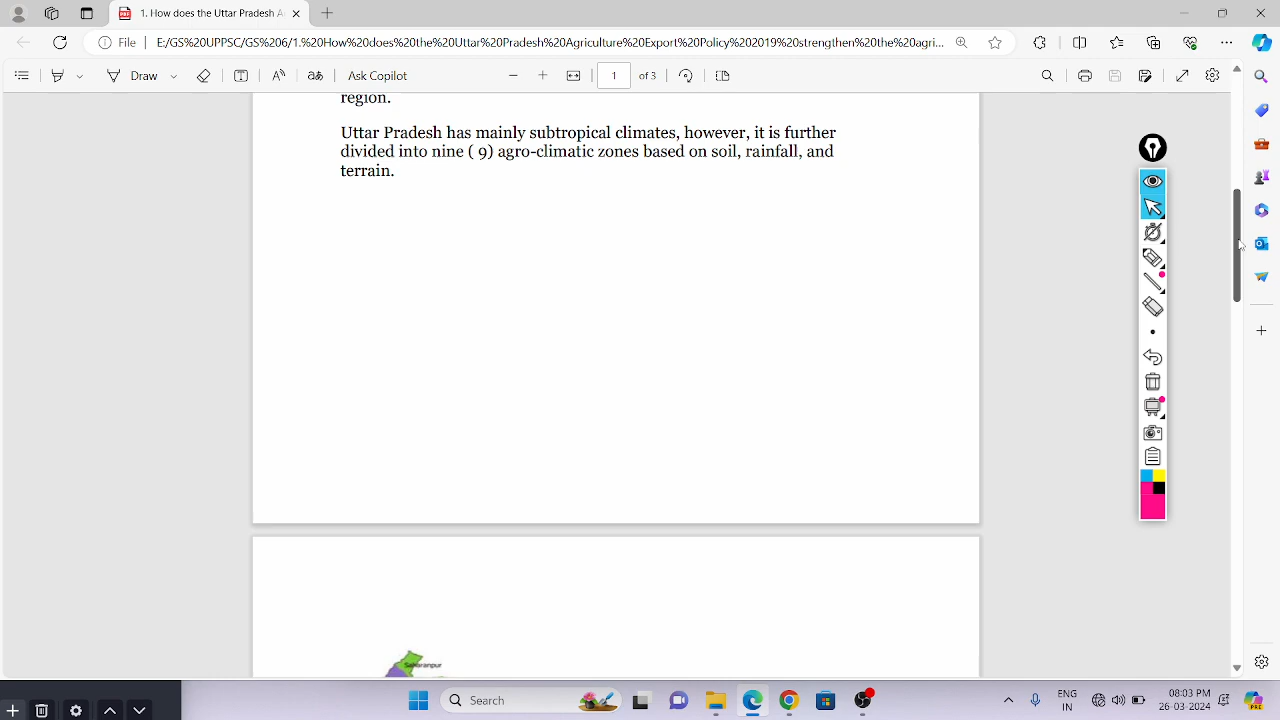 1. How does the Uttar Pradesh A
File
E:/GS%20UPPSC/GS%206/1.%20How%20does%20the%20Uttar%20Pradesh%20agriculture%20Export%20Policy%202019%20strengthen%20the%20agri...
Draw
Ask Copilot
1 of 3
region.
Uttar Pradesh has mainly subtropical climates, however, it is further
divided into nine ( 9) agro-climatic zones based on soil, rainfall, and
terrain.
Saharanpur
Search
ENG
IN
08:03 PM
26-03-2024